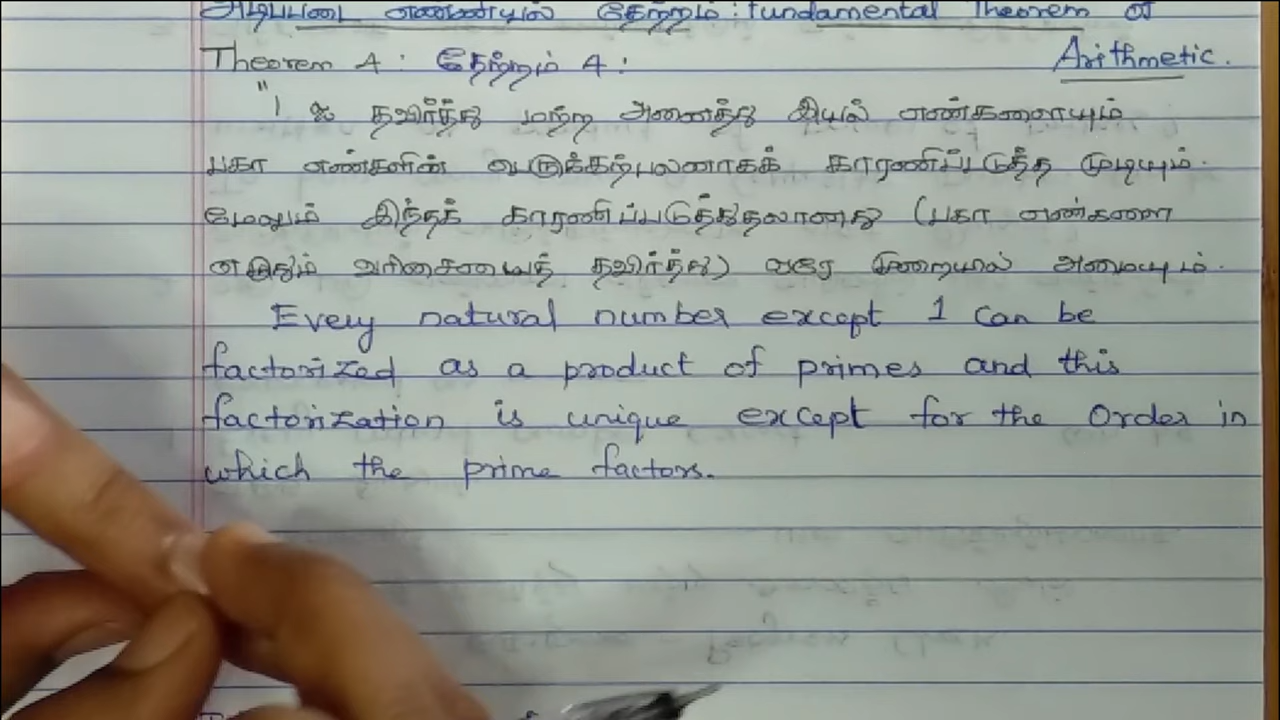 அடிப்படை எண்ணியல் தேற்றம் : fundamental Theorem of
Arithmetic.
Theorem 4 : தேற்றம் 4 :
" 1 ஐ தவிர்த்து மற்ற அனைத்து இயல் எண்களையும்
பகா எண்களின் பெருக்கற்பலனாகக் காரணிப்படுத்த முடியும்.
மேலும் இந்தக் காரணிப்படுத்துதலானது (பகா எண்களை
எழுதும் வரிசையைத் தவிர்த்து) ஒரே முறையில் அமையும்.
Every natural number except 1 can be
factorized as a product of primes and this
factorization is unique except for the Order in
which the prime factors.